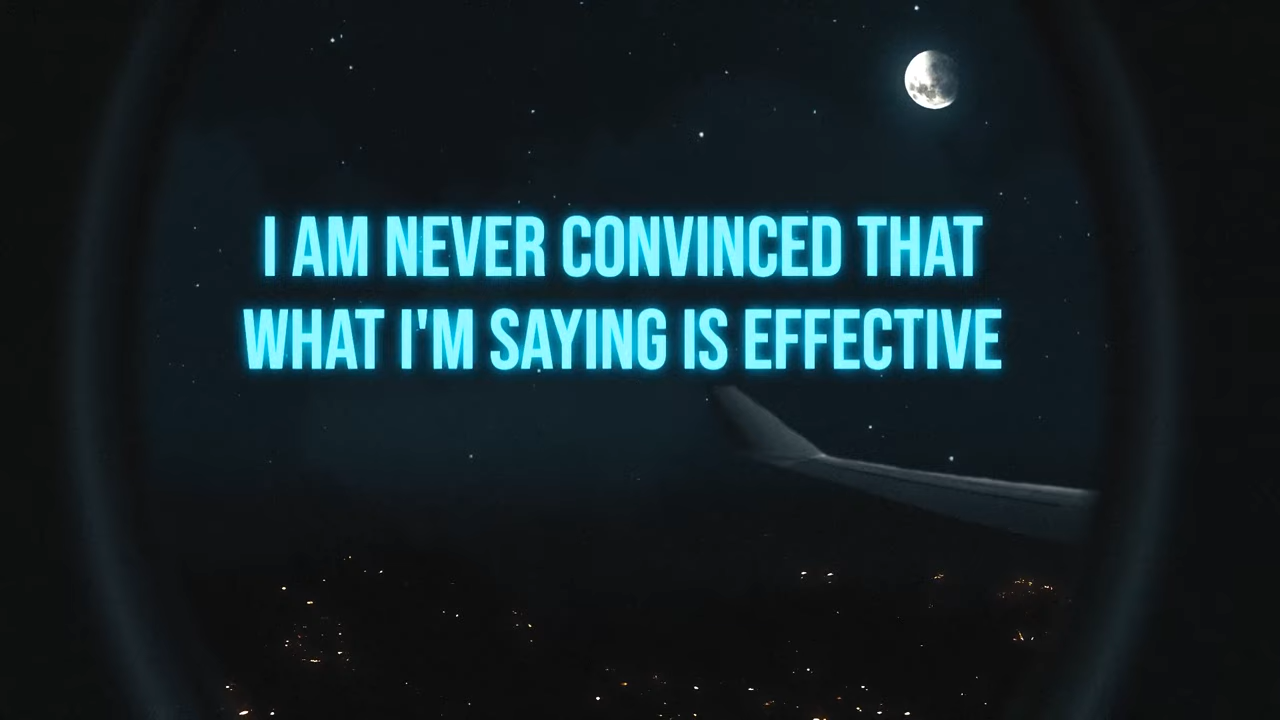 I AM NEVER CONVINCED THAT
WHAT I'M SAYING IS EFFECTIVE